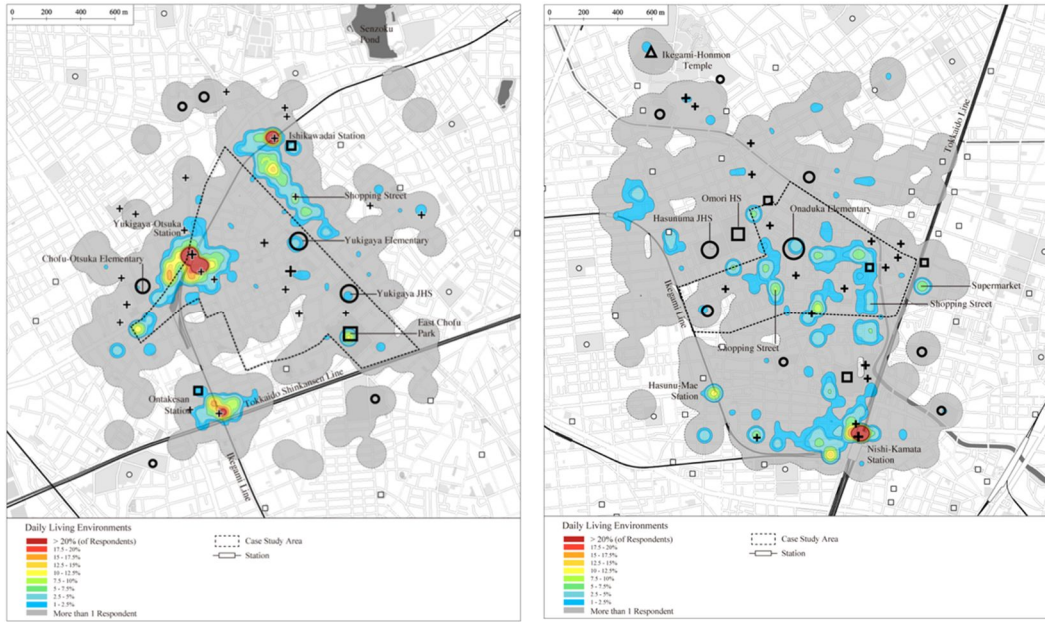 0 200 400 600 m
Senzoku
Pond
Ishikawadai Station
Shopping Street
Yukigaya-Otsuka
Station
Yukigaya Elementary
Chofu-Otsuka Elementary
Yukigaya JHS
East Chofu
Park
Tokkaido Shinkansen Line
Ontakesan
Station
Ikegami Line
Daily Living Environments
> 20% (of Respondents)
17.5 - 20%
15 - 17.5%
12.5 - 15%
10 - 12.5%
7.5 - 10%
5 - 7.5%
2.5 - 5%
1 - 2.5%
More than 1 Respondent
Case Study Area
Station
0 200 400 600 m
Ikegami-Honmon
Temple
Tokkaido Line
Omori HS
Hasunuma JHS
Onaduka Elementary
Supermarket
Ikegami Line
Shopping Street
Shopping Street
Hasunu-Mae
Station
Nishi-Kamata
Station
Daily Living Environments
> 20% (of Respondents)
17.5 - 20%
15 - 17.5%
12.5 - 15%
10 - 12.5%
7.5 - 10%
5 - 7.5%
2.5 - 5%
1 - 2.5%
More than 1 Respondent
Case Study Area
Station